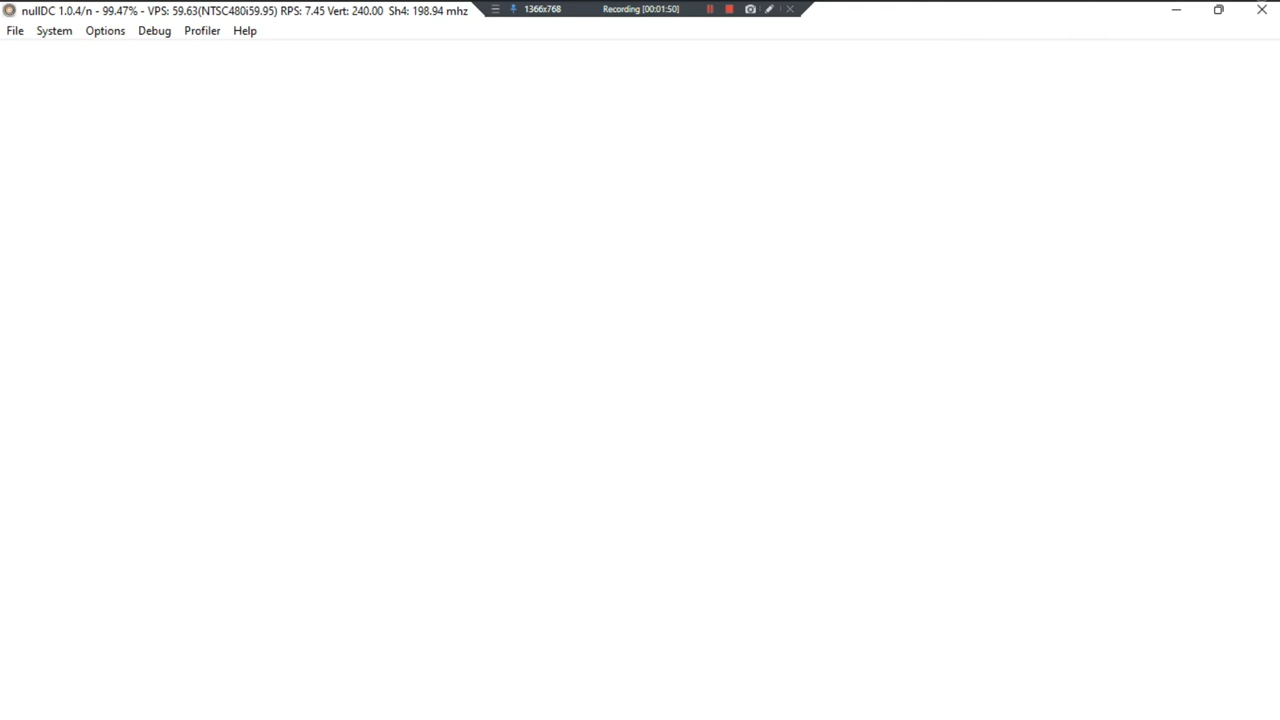 nullDC 1.0.4/n - 99.47% - VPS: 59.63(NTSC480i59.95) RPS: 7.45 Vert: 240.00 Sh4: 198.94 mhz
1366x768 Recording [00:01:50]
File System Options Debug Profiler Help